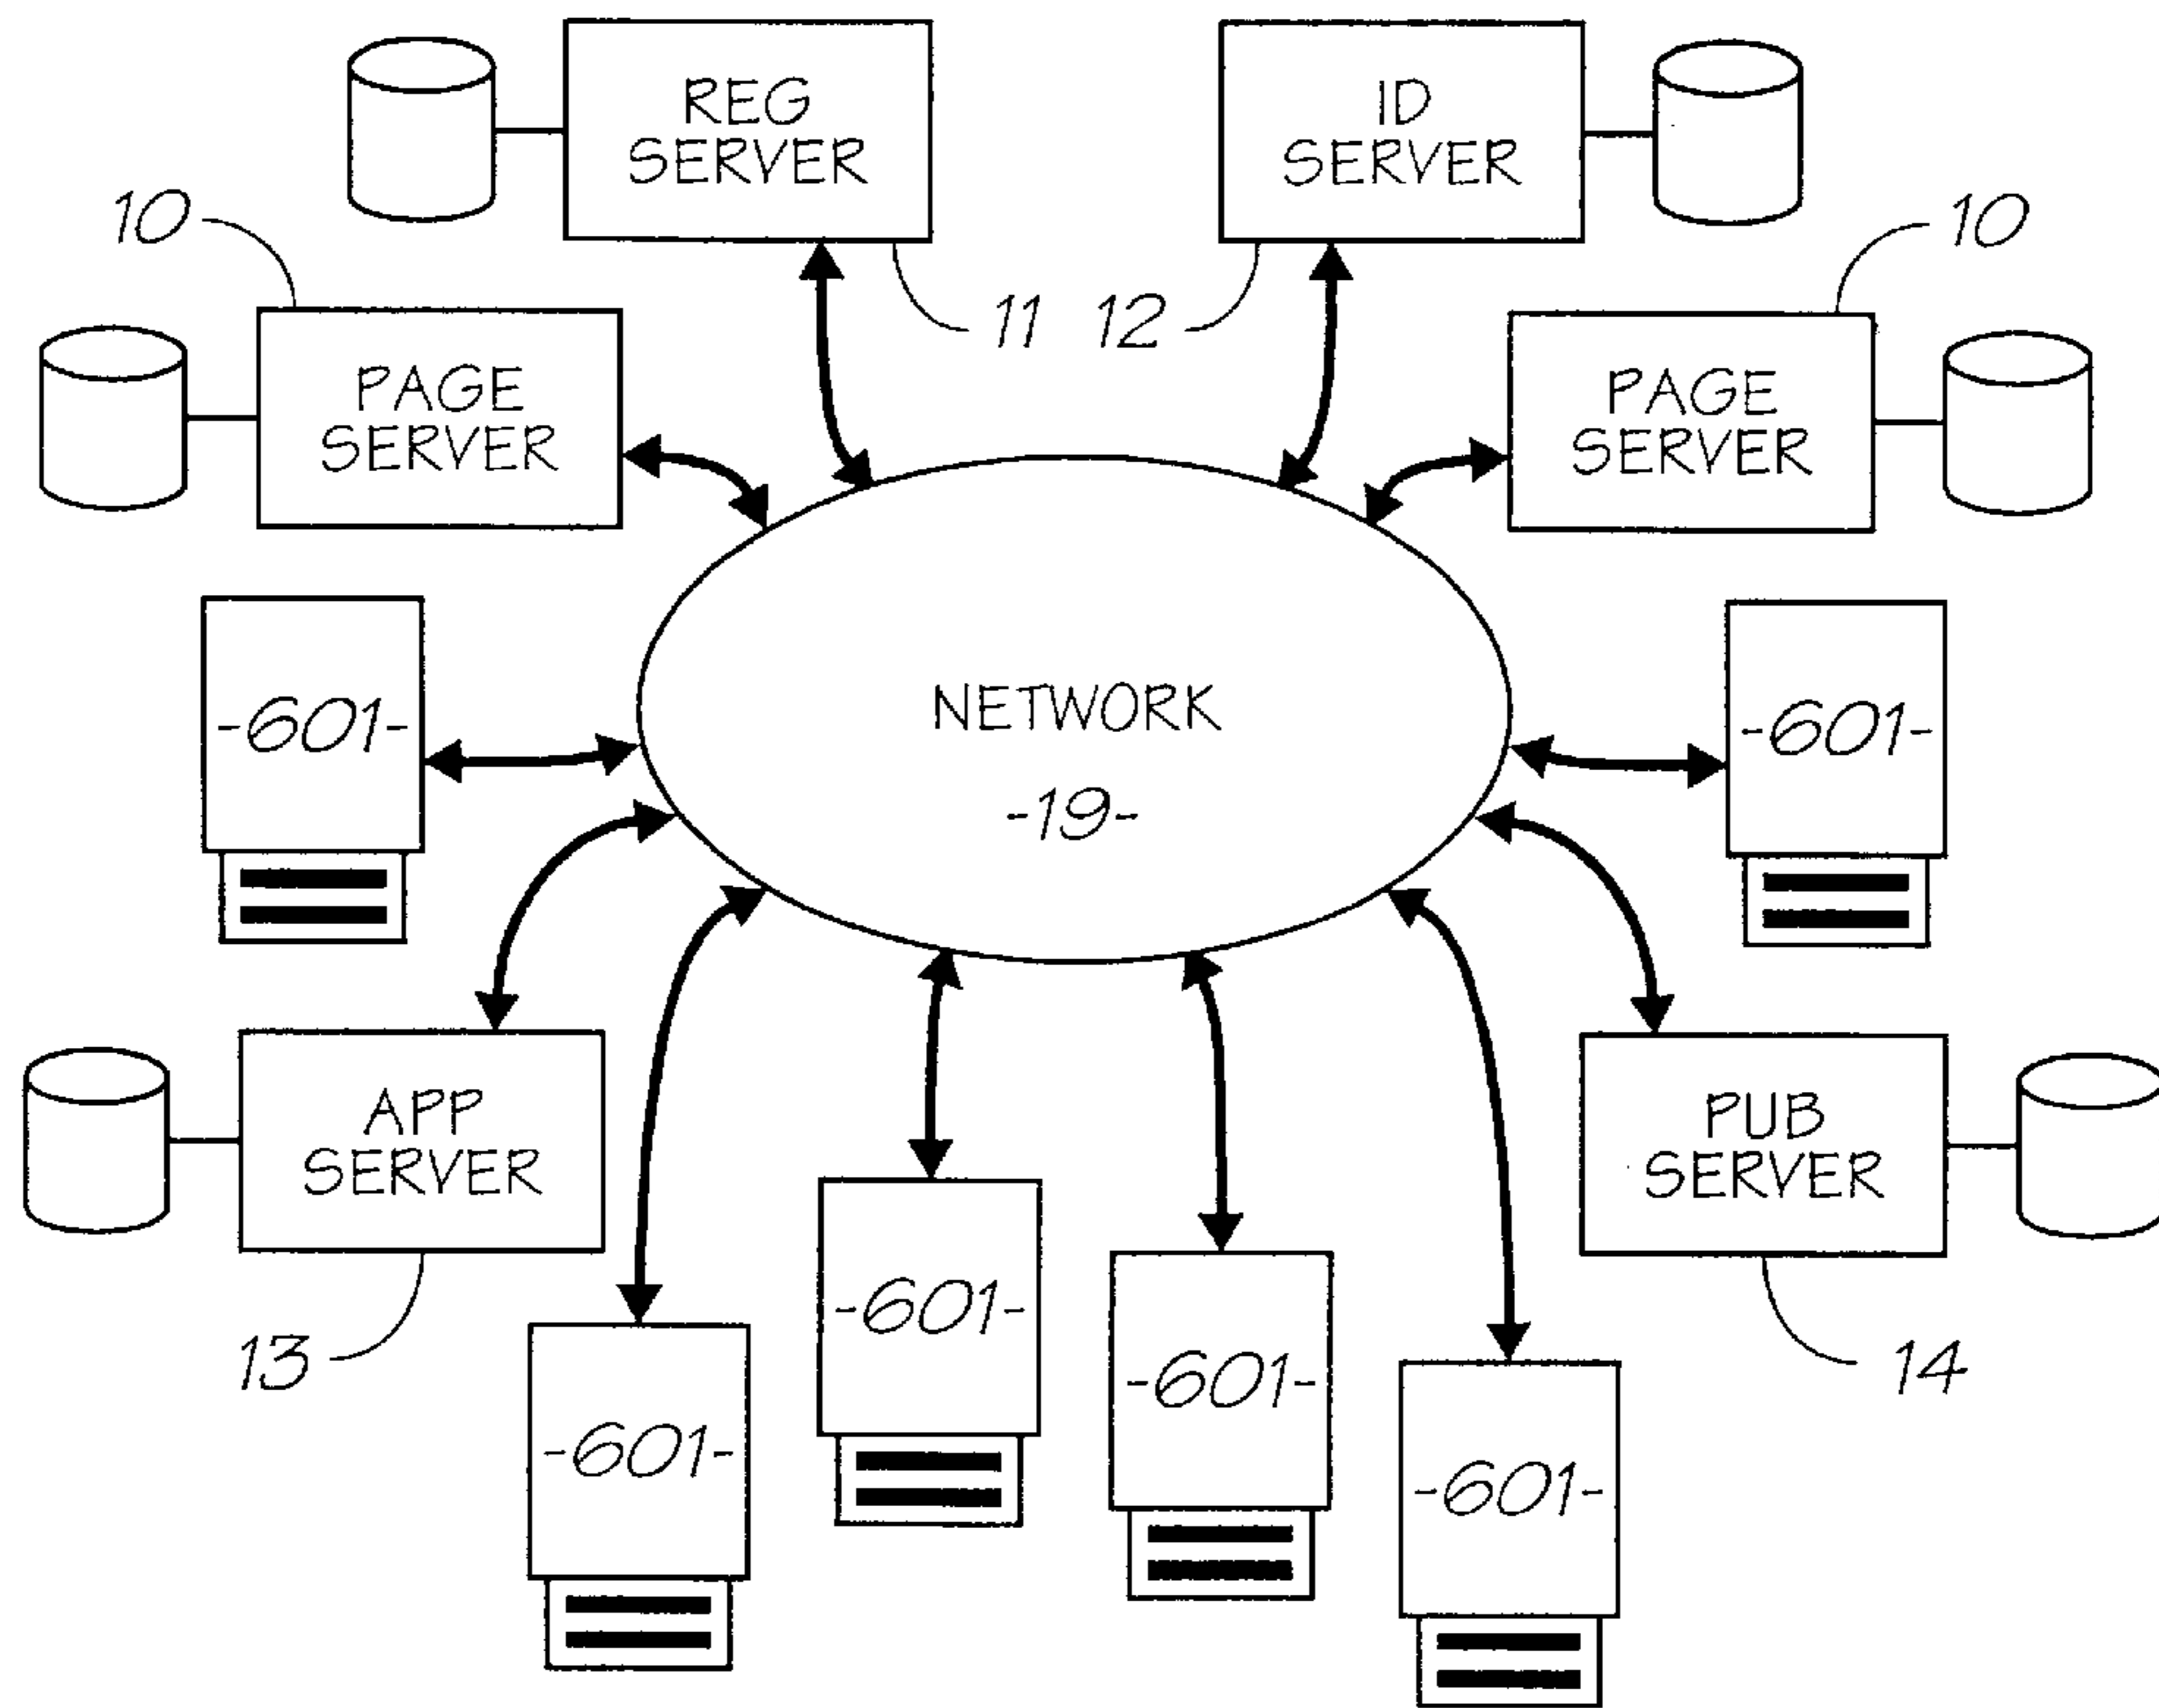 REG
SERVER
ID
SERVER
10
10
11
12
PAGE
SERVER
PAGE
SERVER
-601-
NETWORK
-19-
-601-
APP
SERVER
PUB
SERVER
13
-601-
-601-
-601-
-601-
14